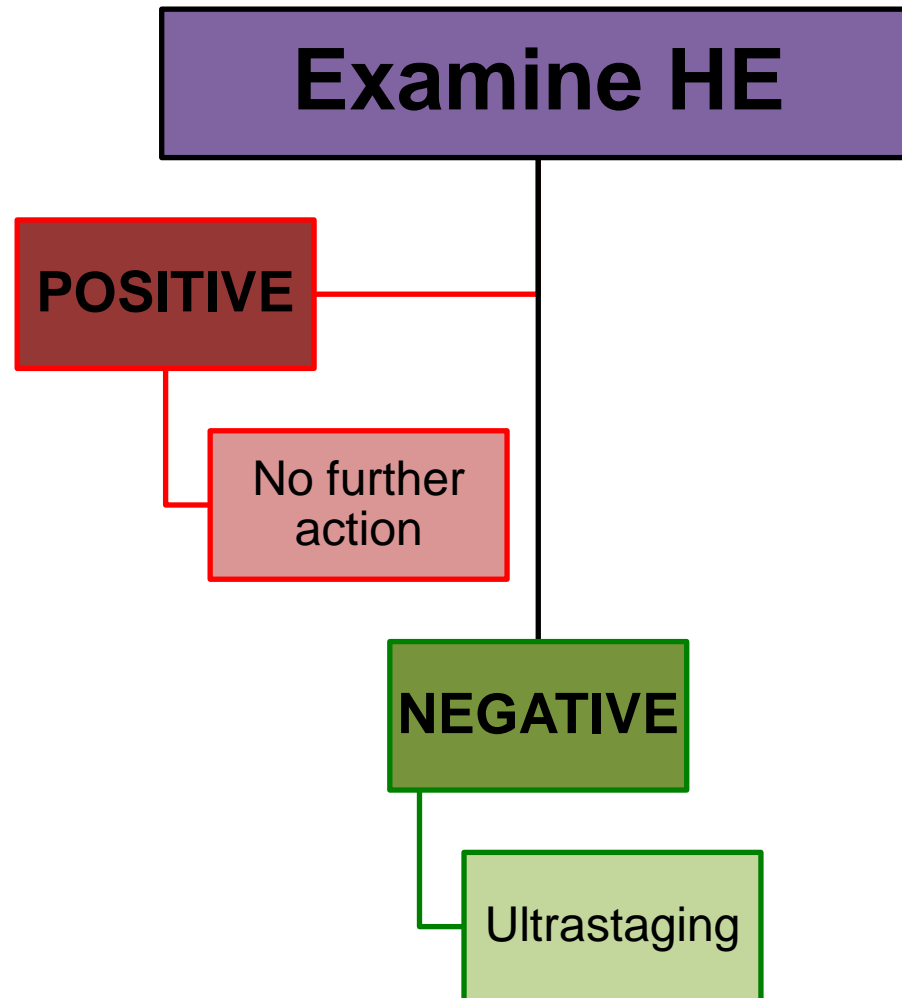 Examine HE
POSITIVE
No further
action
NEGATIVE
Ultrastaging